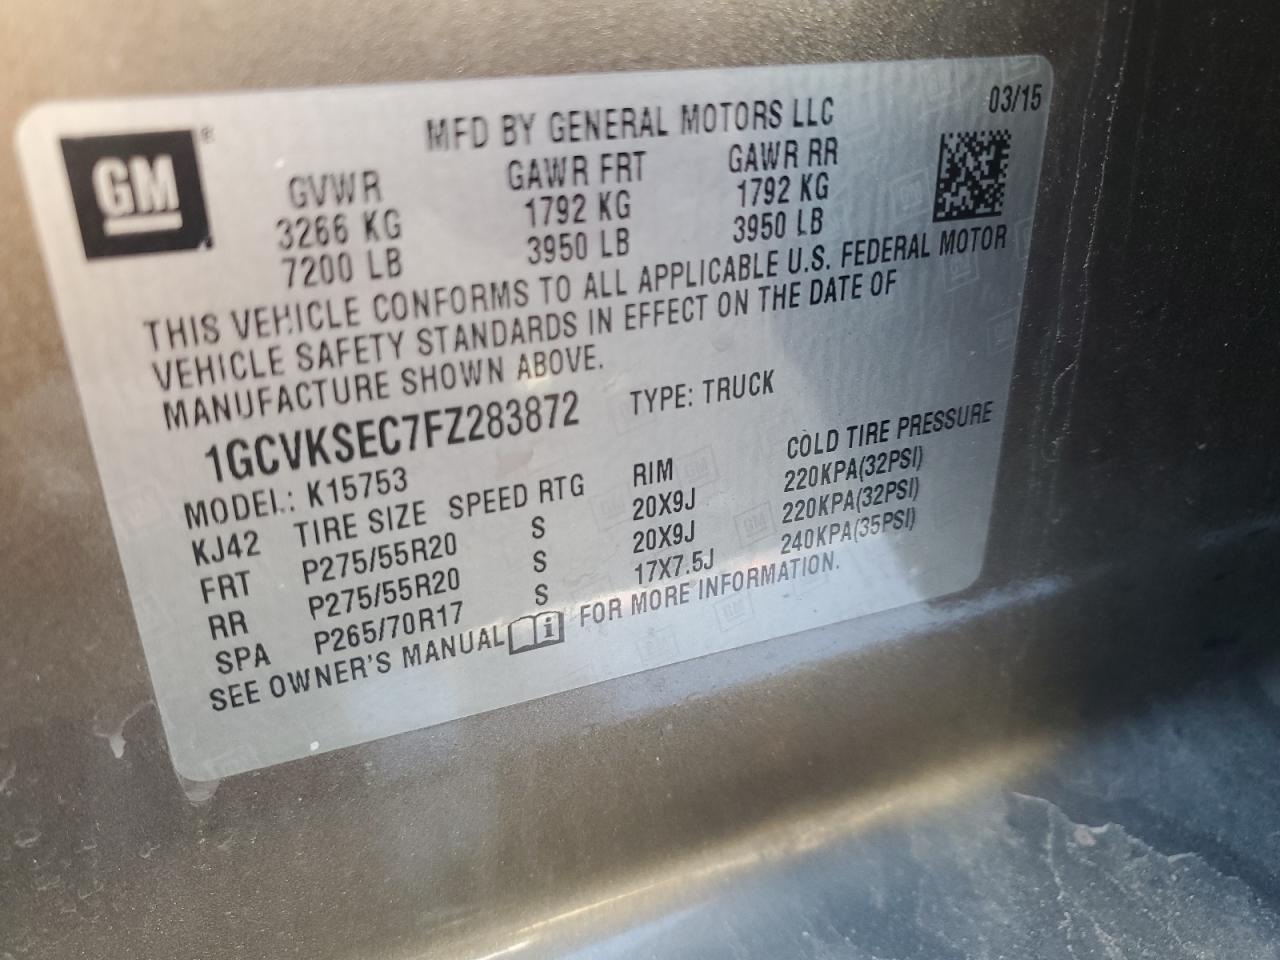 GM
MFD BY GENERAL MOTORS LLC 03/15
GVWR GAWR FRT GAWR RR
3266 KG 1792 KG 1792 KG
7200 LB 3950 LB 3950 LB
THIS VEHICLE CONFORMS TO ALL APPLICABLE U.S. FEDERAL MOTOR
VEHICLE SAFETY STANDARDS IN EFFECT ON THE DATE OF
MANUFACTURE SHOWN ABOVE.
1GCVKSEC7FZ283872 TYPE: TRUCK
MODEL: K15753
KJ42 TIRE SIZE SPEED RTG RIM COLD TIRE PRESSURE
FRT P275/55R20 S 20X9J 220KPA(32PSI)
RR P275/55R20 S 20X9J 220KPA(32PSI)
SPA P265/70R17 S 17X7.5J 240KPA(35PSI)
SEE OWNER'S MANUAL FOR MORE INFORMATION.